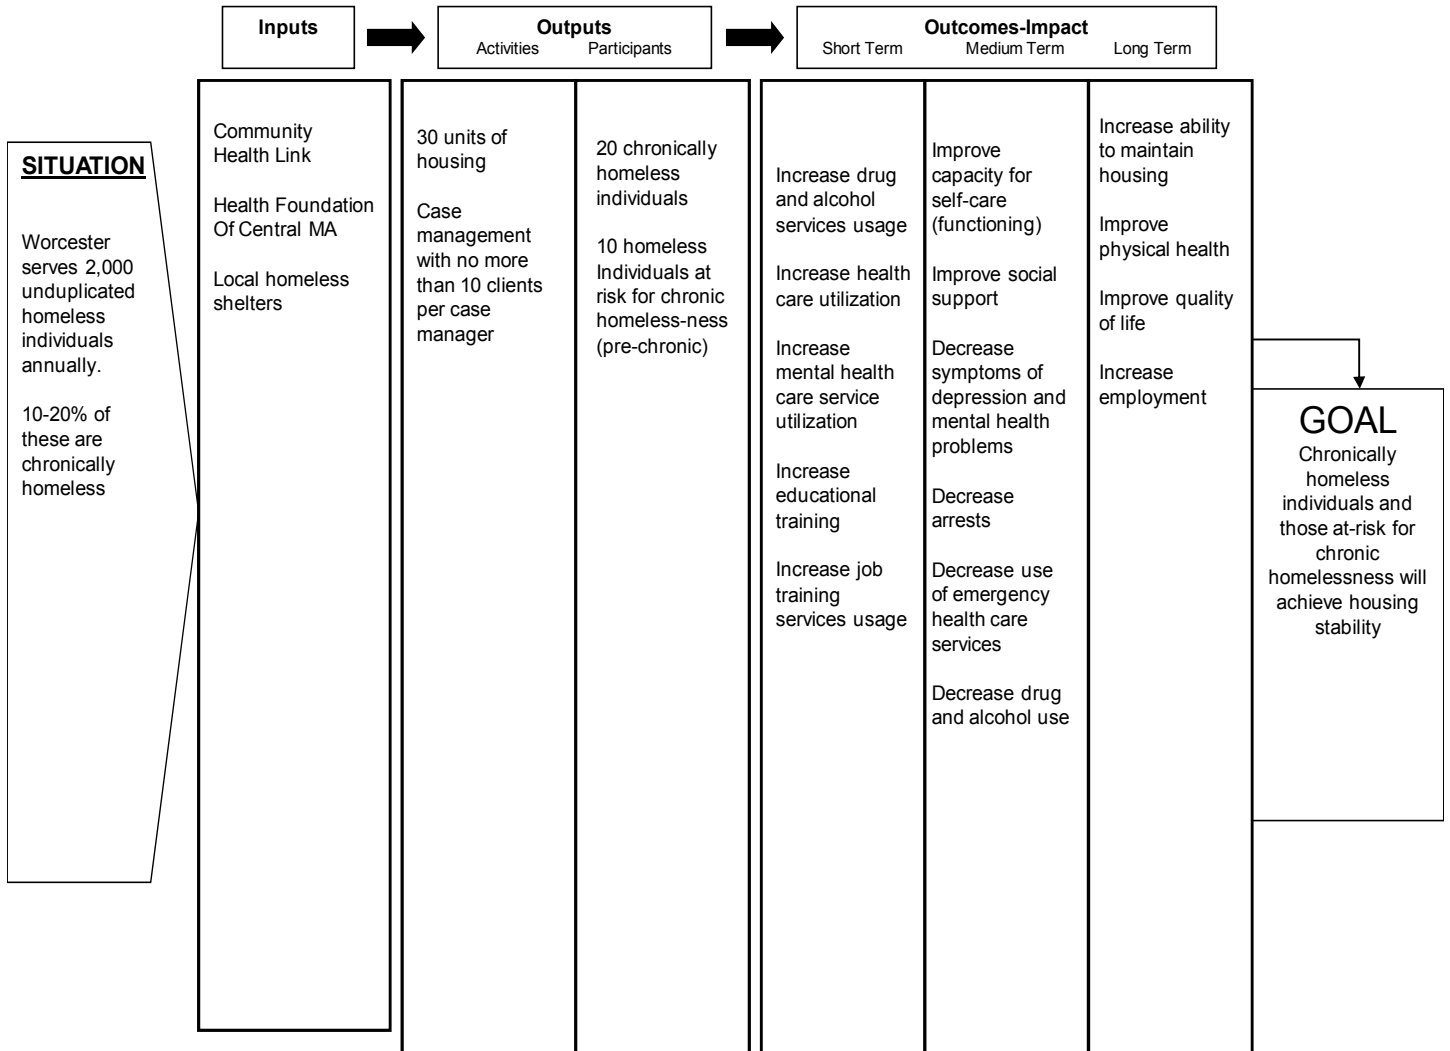 Inputs
Outputs
Activities
Participants
Outcomes-Impact
Short Term
Medium Term
Long Term
SITUATION
Worcester
serves 2,000
unduplicated
homeless
individuals
annually.
10-20% of
these are
chronically
homeless
Community
Health Link
Health Foundation
Of Central MA
Local homeless
shelters
30 units of
housing
Case
management
with no more
than 10 clients
per case
manager
20 chronically
homeless
individuals
10 homeless
Individuals at
risk for chronic
homeless-ness
(pre-chronic)
Increase drug
and alcohol
services usage
Increase health
care utilization
Increase
mental health
care service
utilization
Increase
educational
training
Increase job
training
services usage
Improve
capacity for
self-care
(functioning)
Improve social
support
Decrease
symptoms of
depression and
mental health
problems
Decrease
arrests
Decrease use
of emergency
health care
services
Decrease drug
and alcohol use
Increase ability
to maintain
housing
Improve
physical health
Improve quality
of life
Increase
employment
GOAL
Chronically
homeless
individuals and
those at-risk for
chronic
homelessness will
achieve housing
stability